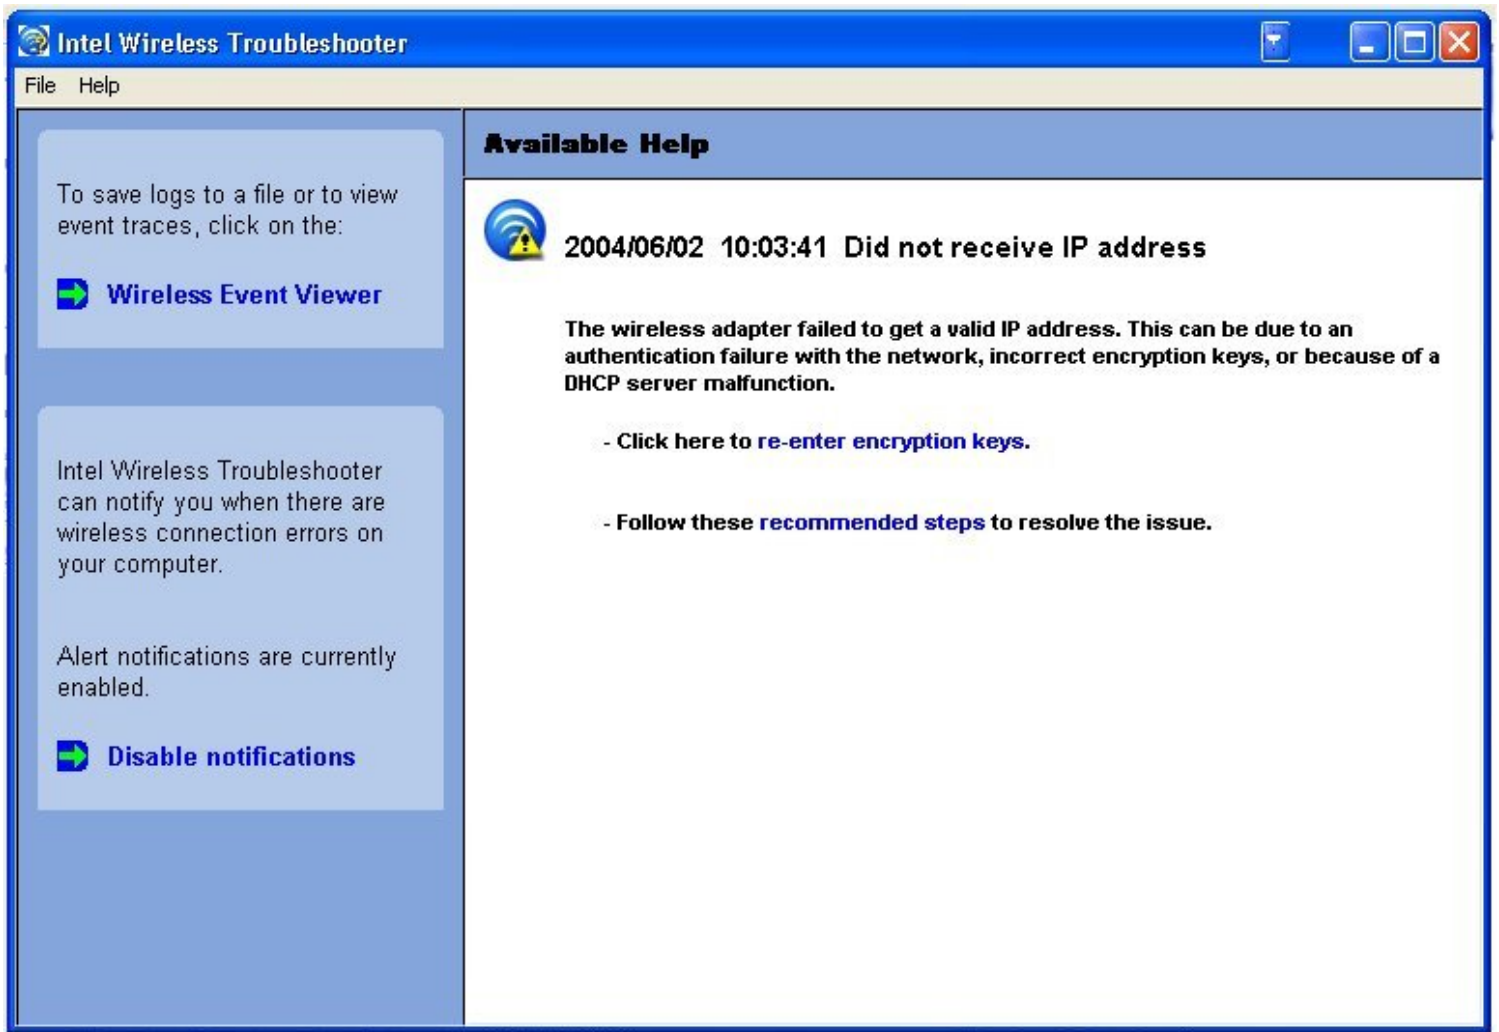 Intel Wireless Troubleshooter
File Help
To save logs to a file or to view
event traces, click on the:
Wireless Event Viewer
Intel Wireless Troubleshooter
can notify you when there are
wireless connection errors on
your computer.
Alert notifications are currently
enabled.
Disable notifications
Available Help
2004/06/02 10:03:41 Did not receive IP address
The wireless adapter failed to get a valid IP address. This can be due to an
authentication failure with the network, incorrect encryption keys, or because of a
DHCP server malfunction.
- Click here to re-enter encryption keys.
- Follow these recommended steps to resolve the issue.